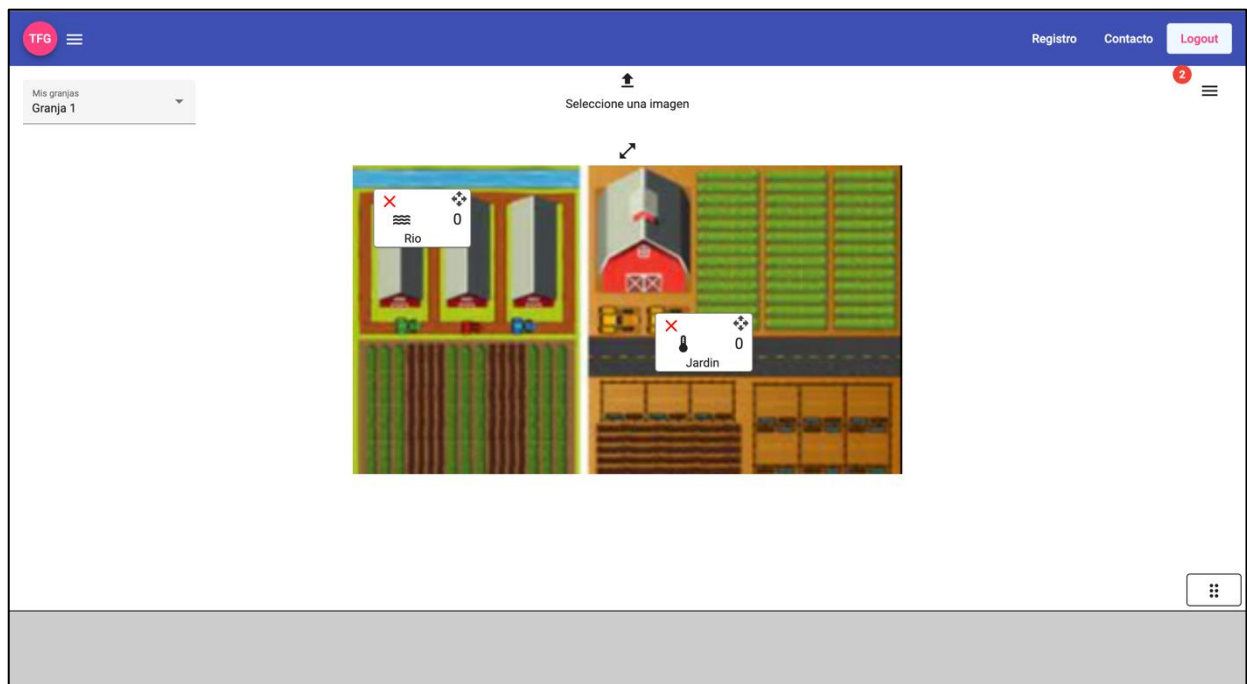 TFG
Registro
Contacto
Logout
Mis granjas
Granja 1
Seleccione una imagen
2
0
Rio
0
Jardin